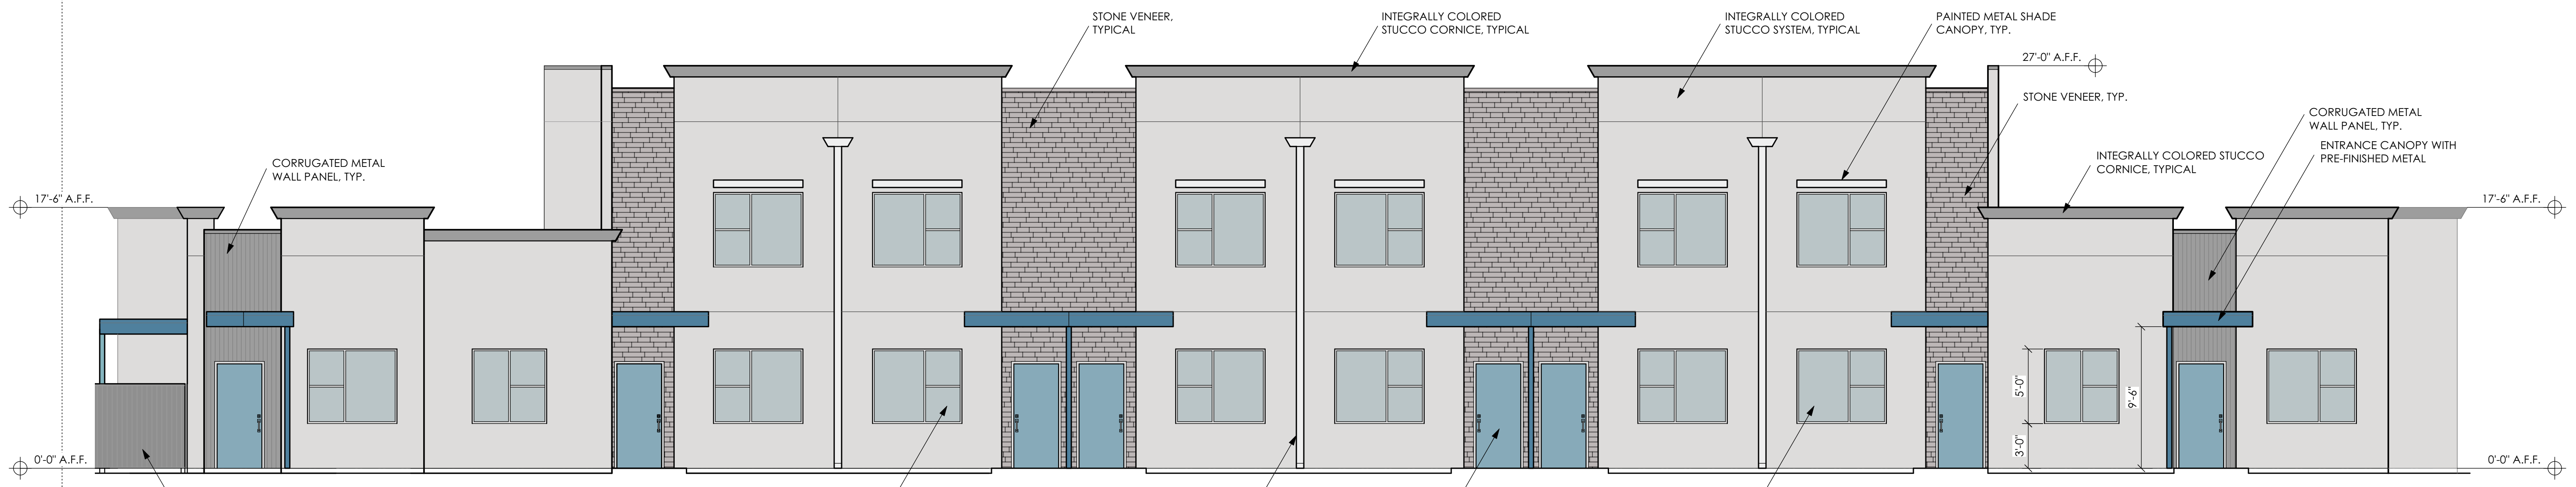 STONE VENEER,
TYPICAL
INTEGRALLY COLORED
STUCCO CORNICE, TYPICAL
INTEGRALLY COLORED
STUCCO SYSTEM, TYPICAL
PAINTED METAL SHADE
CANOPY, TYP.
27'-0" A.F.F.
STONE VENEER, TYP.
CORRUGATED METAL
WALL PANEL, TYP.
ENTRANCE CANOPY WITH
PRE-FINISHED METAL
INTEGRALLY COLORED STUCCO
CORNICE, TYPICAL
CORRUGATED METAL
WALL PANEL, TYP.
17'-6" A.F.F.
17'-6" A.F.F.
5'-0"
9'-6"
3'-0"
0'-0" A.F.F.
0'-0" A.F.F.